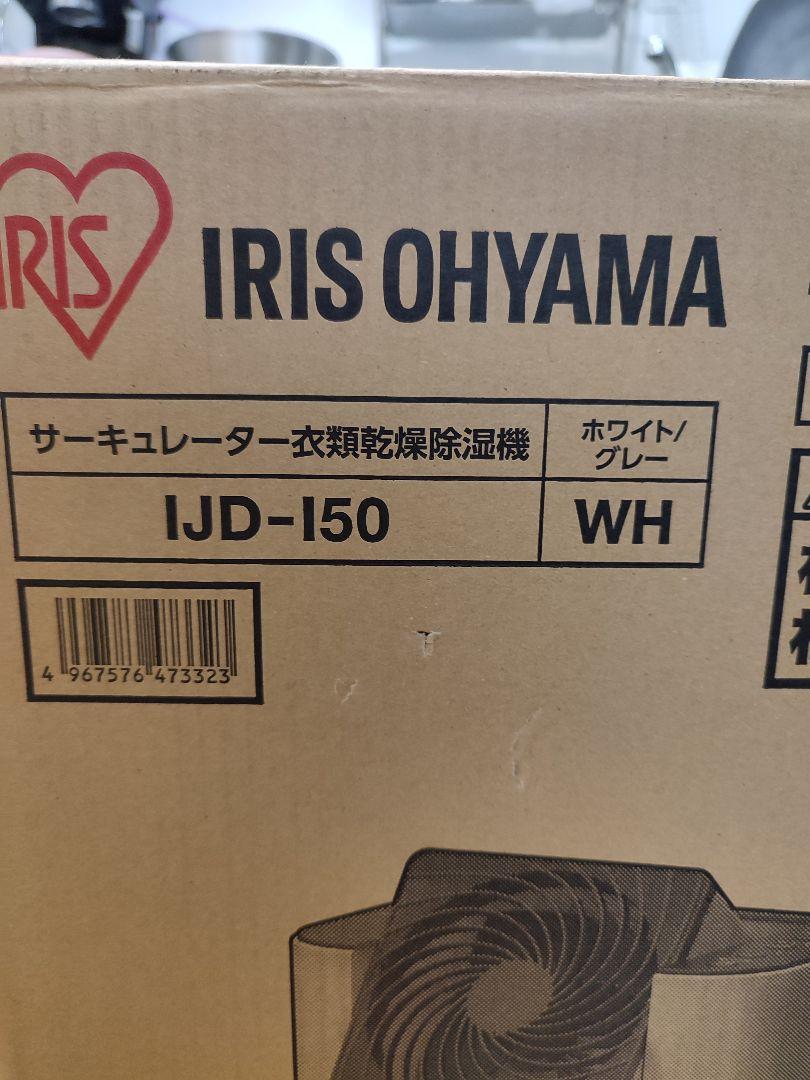 IRIS
IRIS OHYAMA
サーキュレーター衣類乾燥除湿機
ホワイト/
グレー
IJD-I50
WH
4 967576 473323